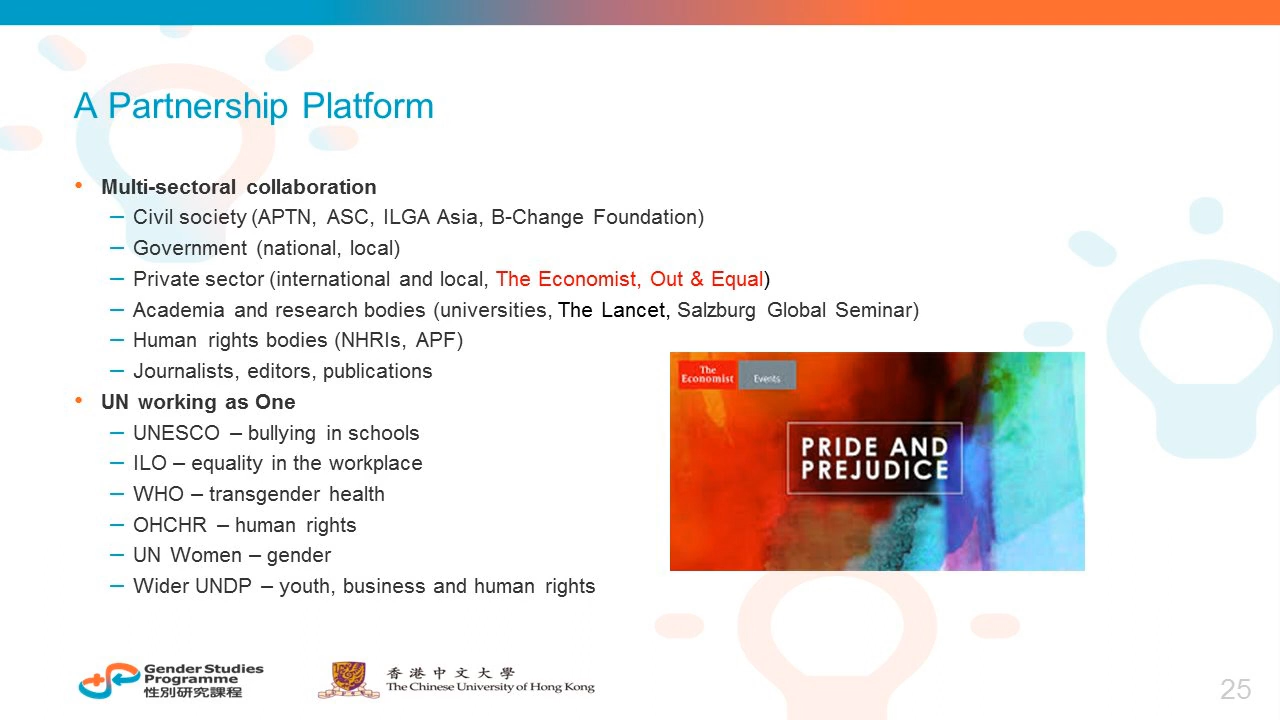 A Partnership Platform
• Multi-sectoral collaboration
– Civil society (APTN, ASC, ILGA Asia, B-Change Foundation)
– Government (national, local)
– Private sector (international and local, The Economist, Out & Equal)
– Academia and research bodies (universities, The Lancet, Salzburg Global Seminar)
– Human rights bodies (NHRIs, APF)
– Journalists, editors, publications
• UN working as One
– UNESCO – bullying in schools
– ILO – equality in the workplace
– WHO – transgender health
– OHCHR – human rights
– UN Women – gender
– Wider UNDP – youth, business and human rights
The
Economist
Events
PRIDE AND
PREJUDICE
Gender Studies
Programme
性別研究課程
香港中文大學
The Chinese University of Hong Kong
25